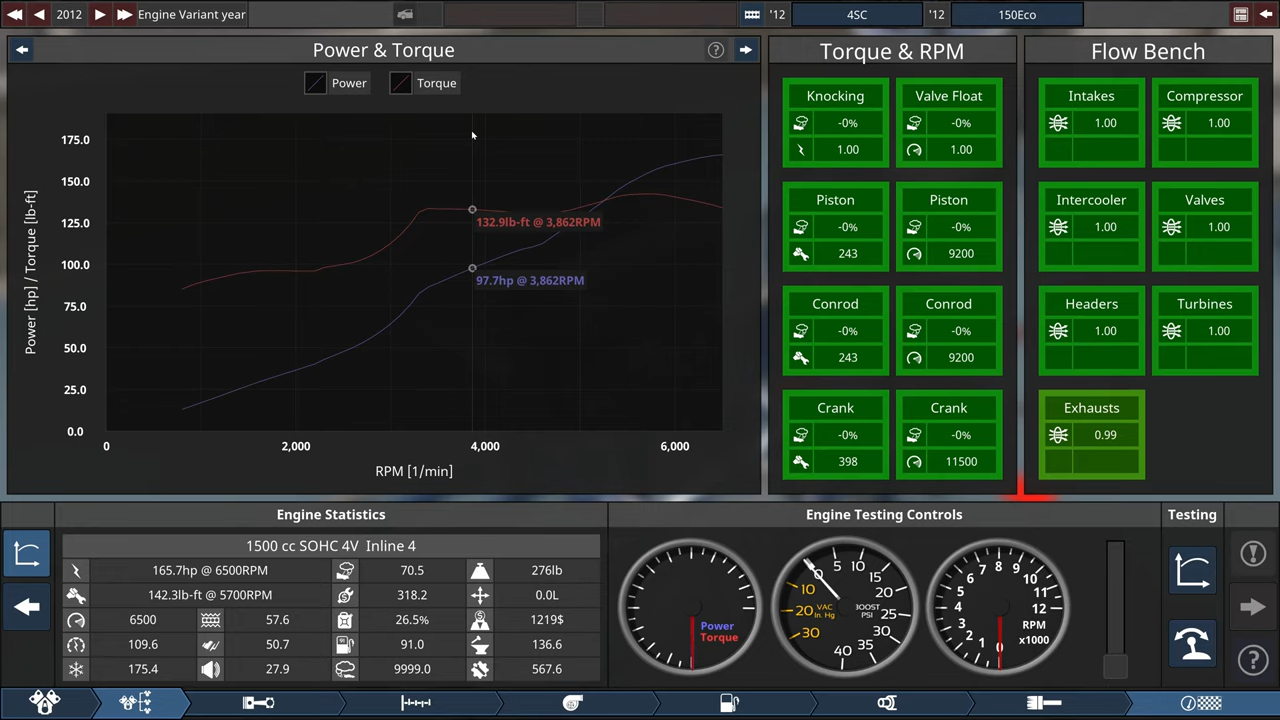 2012 Engine Variant year '12 4SC '12 150Eco
Power & Torque ?
Power Torque
175.0
150.0
125.0
100.0
75.0
50.0
25.0
0.0
Power [hp] / Torque [lb-ft]
132.9lb-ft @ 3,862RPM
97.7hp @ 3,862RPM
0 2,000 4,000 6,000
RPM [1/min]
Torque & RPM
Knocking Valve Float
-0% -0%
1.00 1.00
Piston Piston
-0% -0%
243 9200
Conrod Conrod
-0% -0%
243 9200
Crank Crank
-0% -0%
398 11500
Flow Bench
Intakes Compressor
1.00 1.00
Intercooler Valves
1.00 1.00
Headers Turbines
1.00 1.00
Exhausts
0.99
Engine Statistics
1500 cc SOHC 4V Inline 4
165.7hp @ 6500RPM 70.5 276lb
142.3lb-ft @ 5700RPM 318.2 0.0L
6500 57.6 26.5% 1219$
109.6 50.7 91.0 136.6
175.4 27.9 9999.0 567.6
Engine Testing Controls
Power
Torque
0 5 10 15 20 25 30 35 40
10 20 30
VAC
In. Hg
BOOST
PSI
0 1 2 3 4 5 6 7 8 9 10 11 12
RPM
x1000
Testing
?